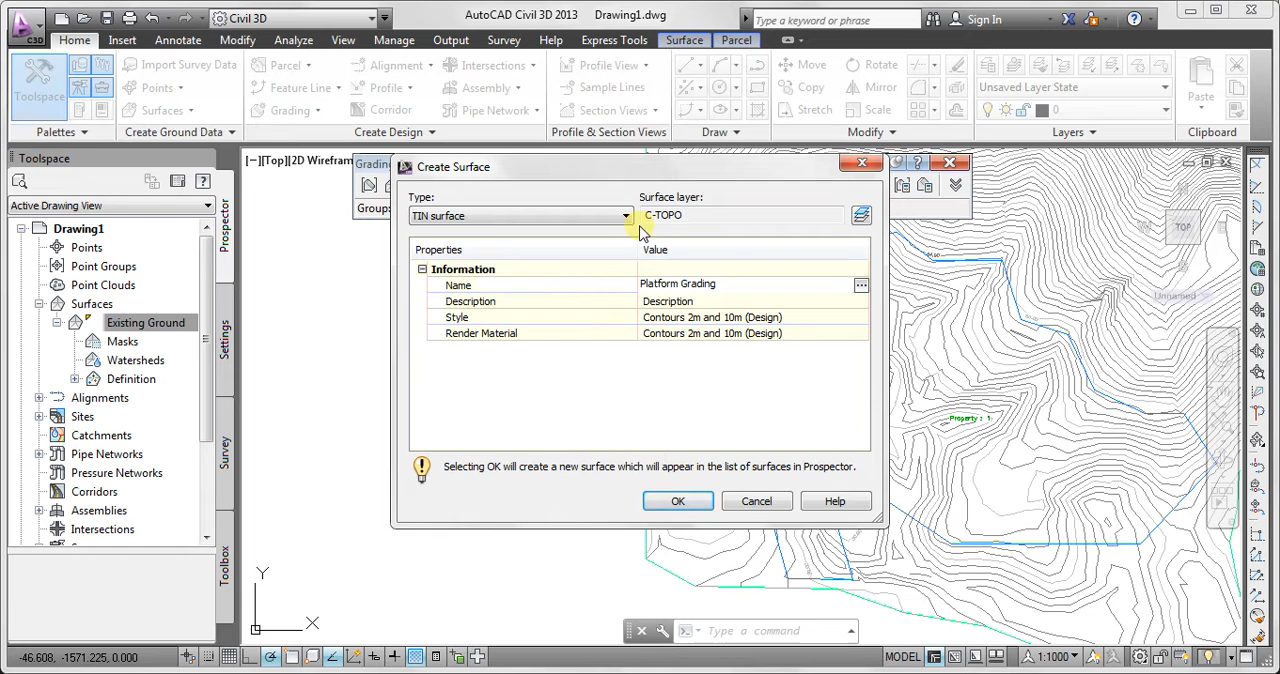 Civil 3D
AutoCAD Civil 3D 2013 Drawing1.dwg
Type a keyword or phrase
Sign In
C3D
Home Insert Annotate Modify Analyze View Manage Output Survey Help Express Tools Surface Parcel
Toolspace
Import Survey Data
Points
Surfaces
Parcel
Feature Line
Grading
Alignment
Profile
Corridor
Intersections
Assembly
Pipe Network
Profile View
Sample Lines
Section Views
Move
Copy
Stretch
Rotate
Mirror
Scale
Unsaved Layer State
0
Paste
Palettes
Create Ground Data
Create Design
Profile & Section Views
Draw
Modify
Layers
Clipboard
Toolspace
Active Drawing View
Drawing1
Points
Point Groups
Point Clouds
Surfaces
Existing Ground
Masks
Watersheds
Definition
Alignments
Sites
Catchments
Pipe Networks
Pressure Networks
Corridors
Assemblies
Intersections
Prospector
Settings
Survey
Toolbox
[−][Top][2D Wirefram
Grading
Group:
Create Surface
Type:
Surface layer:
TIN surface
C-TOPO
Properties Value
Information
Name Platform Grading
Description Description
Style Contours 2m and 10m (Design)
Render Material Contours 2m and 10m (Design)
Selecting OK will create a new surface which will appear in the list of surfaces in Prospector.
OK Cancel Help
TOP
W
E
S
Unnamed
Property : 1
Y
X
Type a command
-46.608, -1571.225, 0.000
MODEL
1:1000